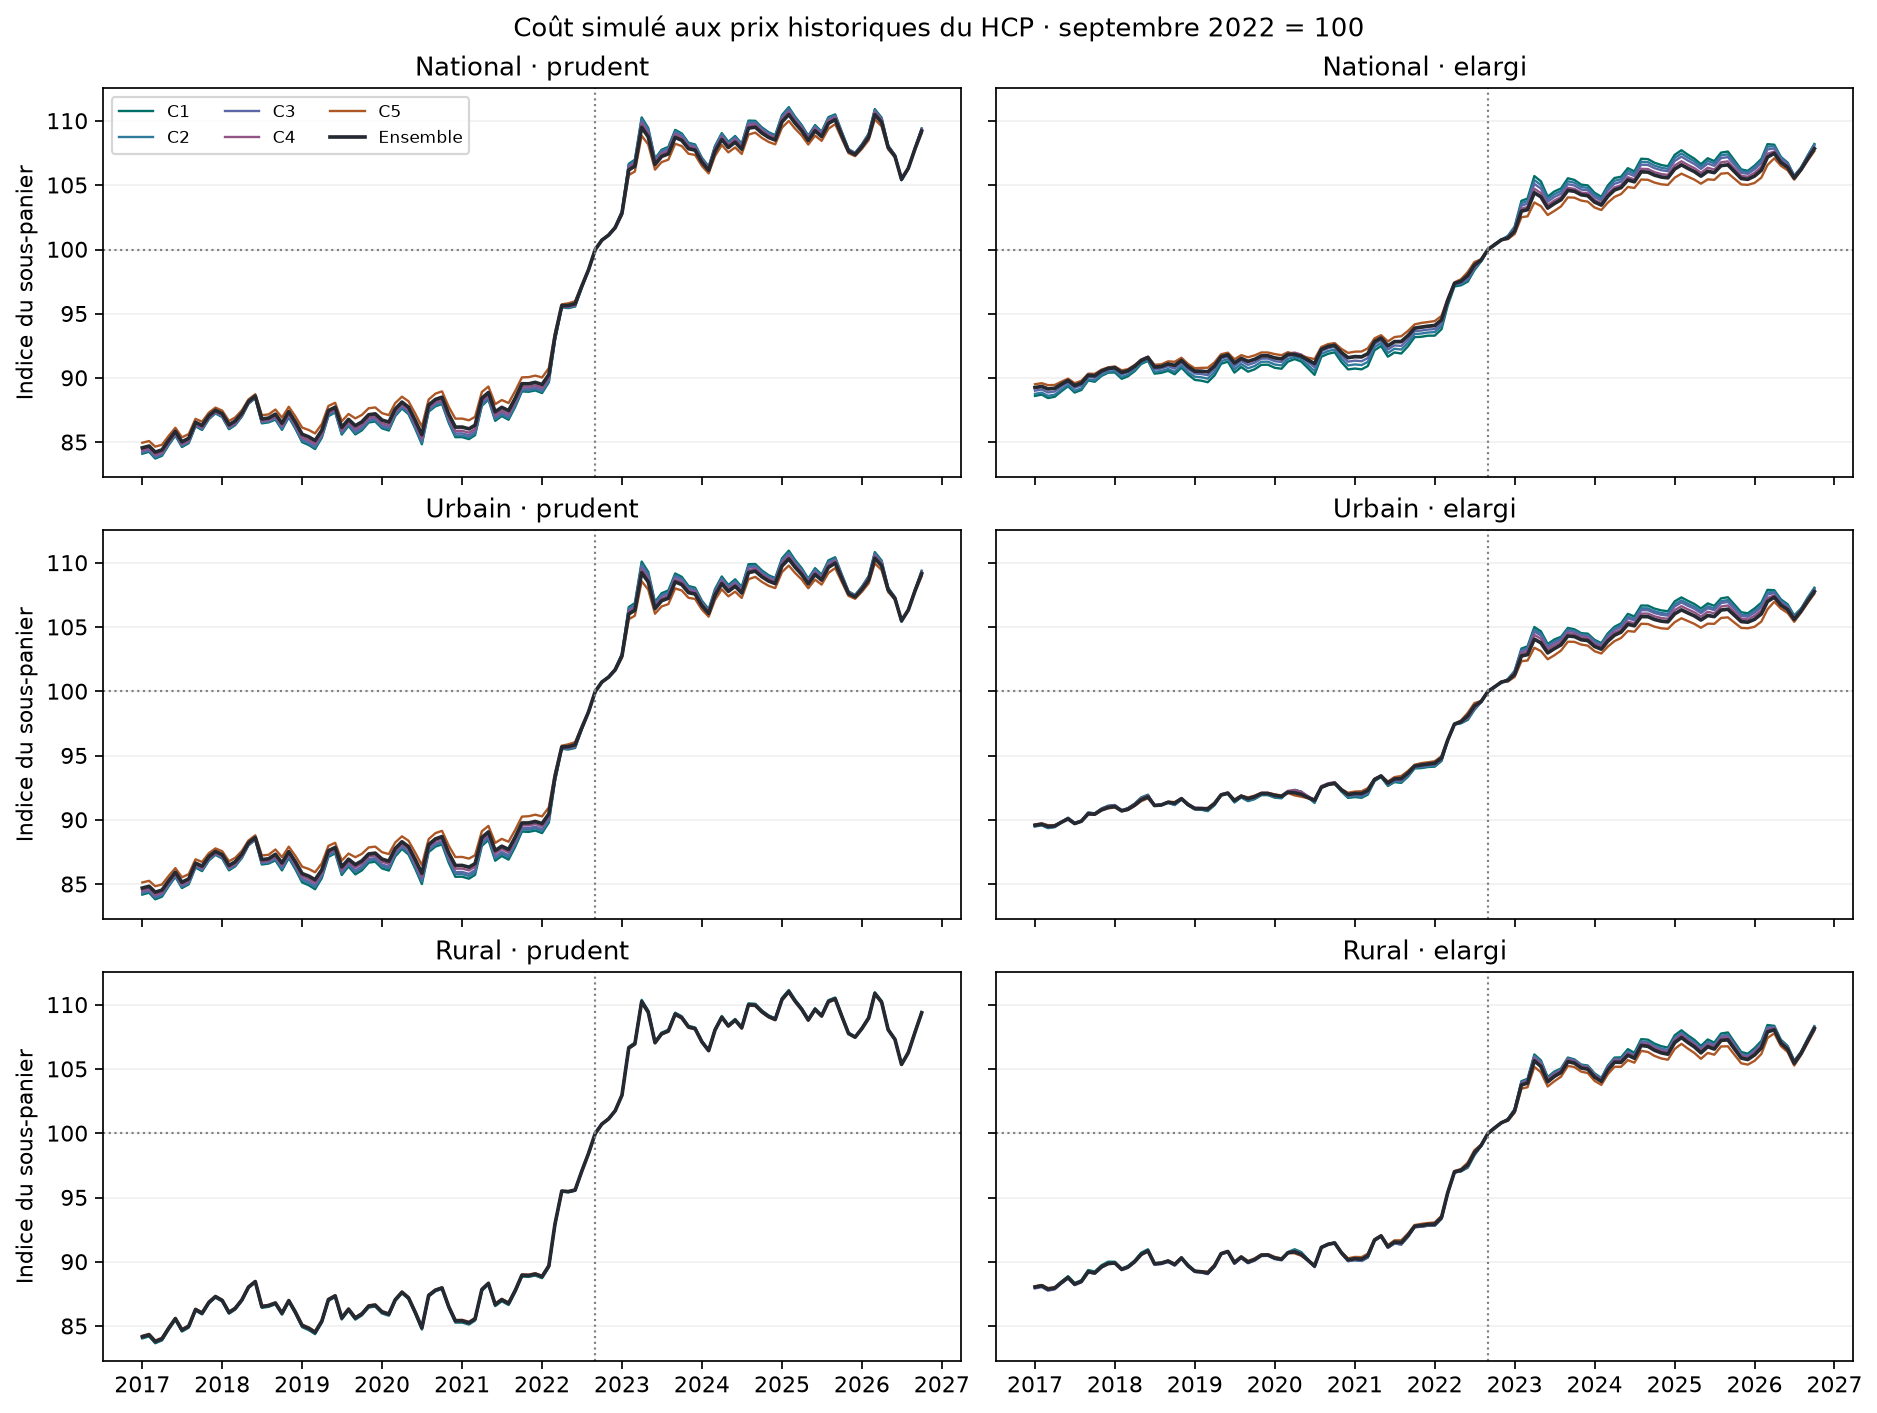 Coût simulé aux prix historiques du HCP · septembre 2022 = 100
National · prudent
National · elargi
C1 C3 C5
C2 C4 Ensemble
Indice du sous-panier
110
105
100
95
90
85
Urbain · prudent
Urbain · elargi
Indice du sous-panier
110
105
100
95
90
85
Rural · prudent
Rural · elargi
Indice du sous-panier
110
105
100
95
90
85
2017 2018 2019 2020 2021 2022 2023 2024 2025 2026 2027
2017 2018 2019 2020 2021 2022 2023 2024 2025 2026 2027